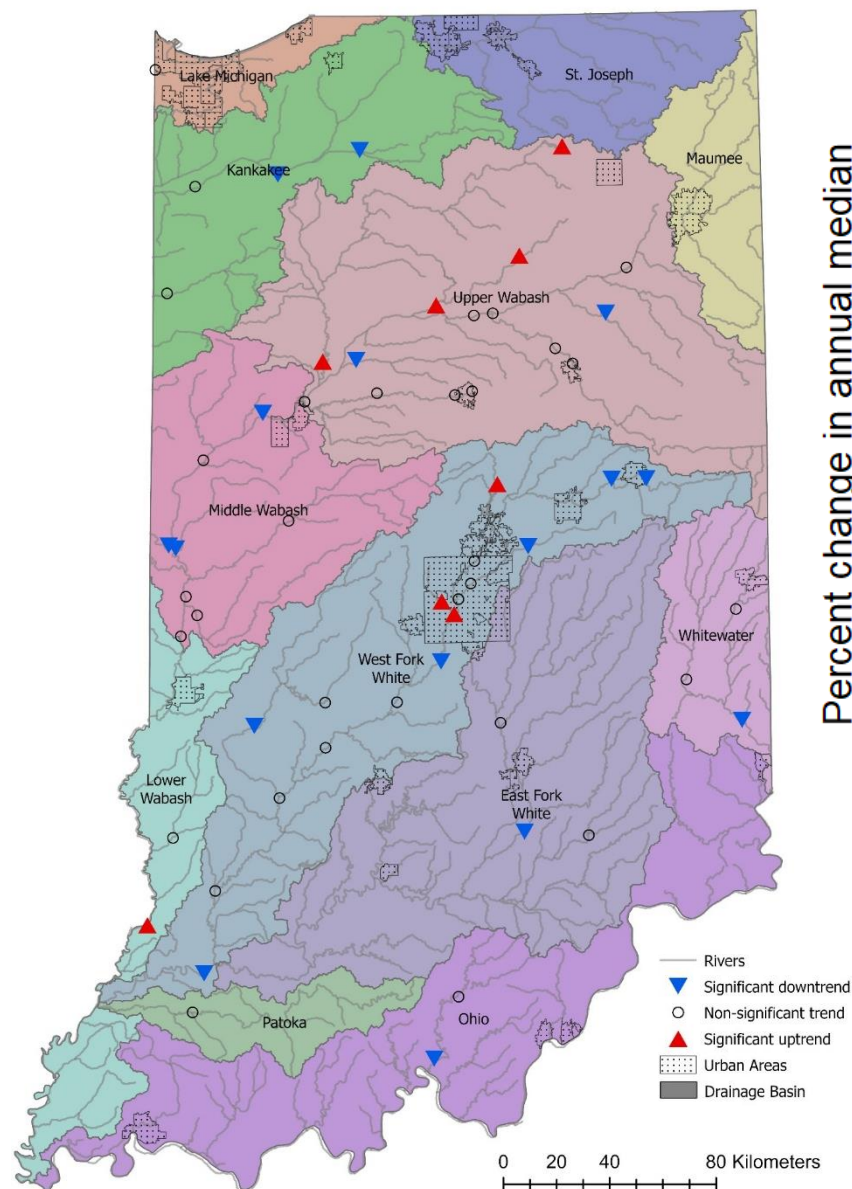 Lake Michigan
St. Joseph
Kankakee
Maumee
Upper Wabash
Middle Wabash
West Fork
White
Whitewater
Lower
Wabash
East Fork
White
Patoka
Ohio
Rivers
Significant downtrend
Non-significant trend
Significant uptrend
Urban Areas
Drainage Basin
0 20 40 80 Kilometers
Percent change in annual median